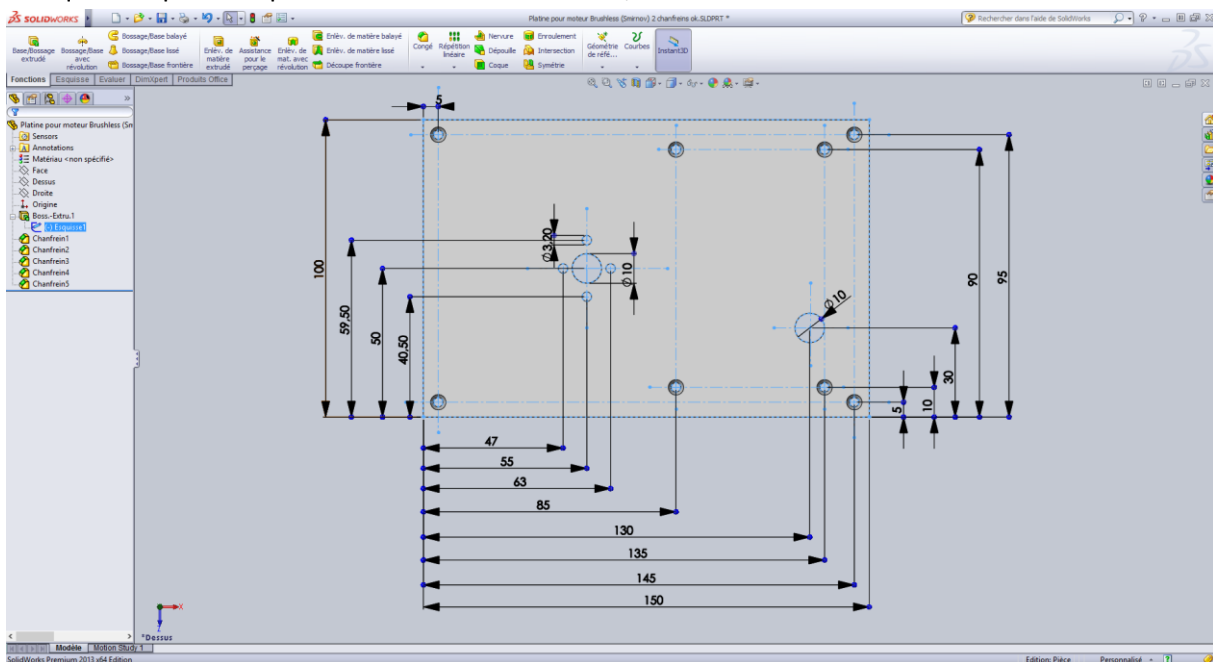 SOLIDWORKS
Platine pour moteur Brushless (Smirnov) 2 chanfreins ok.SLDPRT *
Rechercher dans l'aide de SolidWorks
Base/Bossage extrudé
Bossage/Base avec révolution
Bossage/Base balayé
Bossage/Base lissé
Bossage/Base frontière
Enlèv. de matière extrudé
Assistance pour le perçage
Enlèv. de mat. avec révolution
Enlèv. de matière balayé
Enlèv. de matière lissé
Découpe frontière
Congé
Répétition linéaire
Nervure
Dépouille
Coque
Enroulement
Intersection
Symétrie
Géométrie de réfé...
Courbes
Instant3D
Fonctions Esquisse Evaluer DimXpert Produits Office
Platine pour moteur Brushless (Sm
Sensors
Annotations
Matériau <non spécifié>
Face
Dessus
Droite
Origine
Boss.-Extru.1
(-) Esquisse1
Chanfrein1
Chanfrein2
Chanfrein3
Chanfrein4
Chanfrein5
5
100
59,50
50
40,50
Ø3,20
Ø10
Ø10
90
95
30
10
5
47
55
63
85
130
135
145
150
X
Z
*Dessus
Modèle Motion Study 1
SolidWorks Premium 2013 x64 Edition
Edition: Pièce
Personnalisé